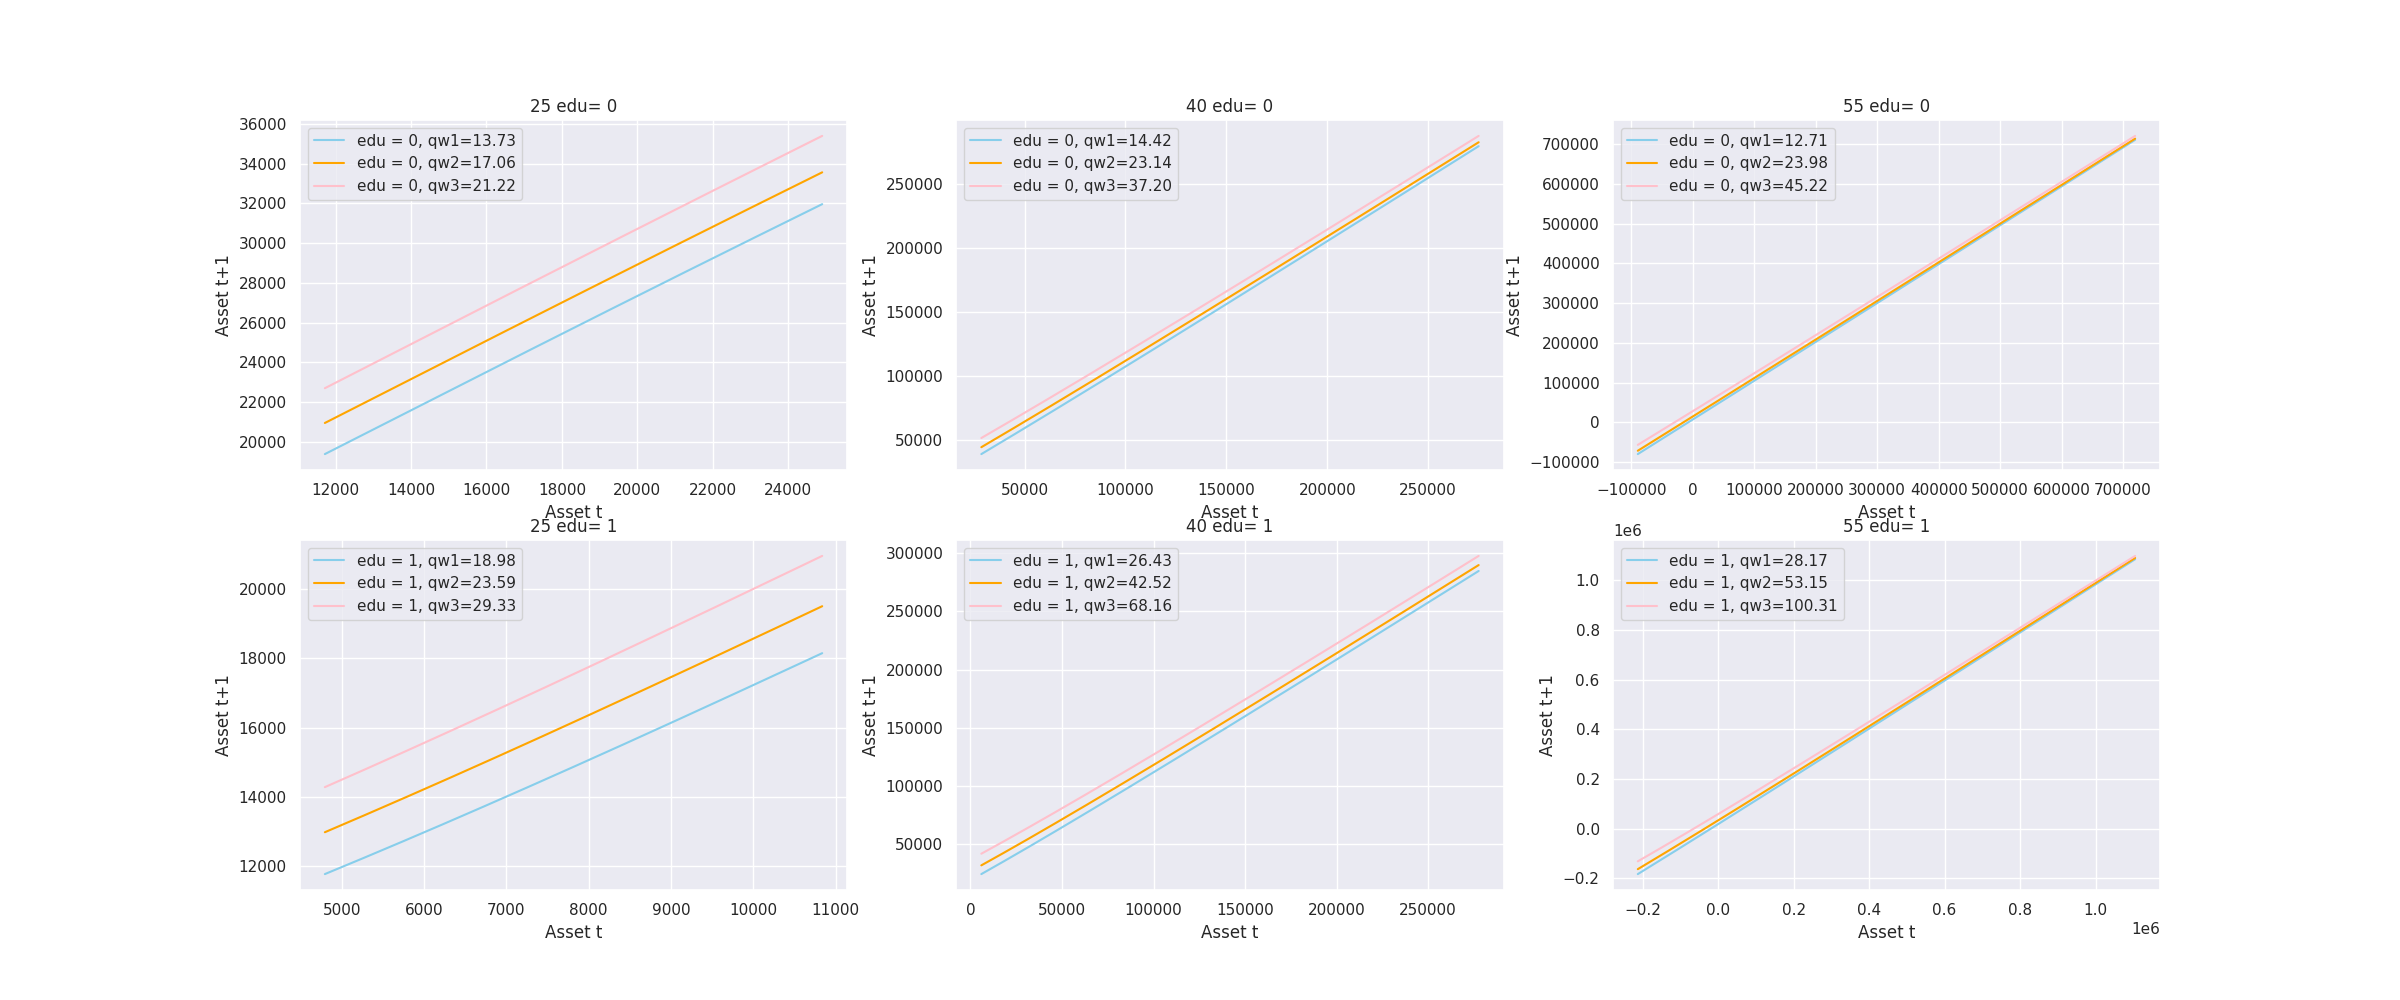 25 edu= 0
36000
34000
32000
30000
28000
26000
24000
22000
20000
Asset t+1
edu = 0, qw1=13.73
edu = 0, qw2=17.06
edu = 0, qw3=21.22
12000 14000 16000 18000 20000 22000 24000
Asset t
40 edu= 0
250000
200000
150000
100000
50000
Asset t+1
edu = 0, qw1=14.42
edu = 0, qw2=23.14
edu = 0, qw3=37.20
50000 100000 150000 200000 250000
Asset t
55 edu= 0
700000
600000
500000
400000
300000
200000
100000
0
−100000
Asset t+1
edu = 0, qw1=12.71
edu = 0, qw2=23.98
edu = 0, qw3=45.22
−100000 0 100000 200000 300000 400000 500000 600000 700000
Asset t
25 edu= 1
20000
18000
16000
14000
12000
Asset t+1
edu = 1, qw1=18.98
edu = 1, qw2=23.59
edu = 1, qw3=29.33
5000 6000 7000 8000 9000 10000 11000
Asset t
40 edu= 1
300000
250000
200000
150000
100000
50000
Asset t+1
edu = 1, qw1=26.43
edu = 1, qw2=42.52
edu = 1, qw3=68.16
0 50000 100000 150000 200000 250000
Asset t
55 edu= 1
1e6
1.0
0.8
0.6
0.4
0.2
0.0
−0.2
Asset t+1
edu = 1, qw1=28.17
edu = 1, qw2=53.15
edu = 1, qw3=100.31
−0.2 0.0 0.2 0.4 0.6 0.8 1.0
1e6
Asset t